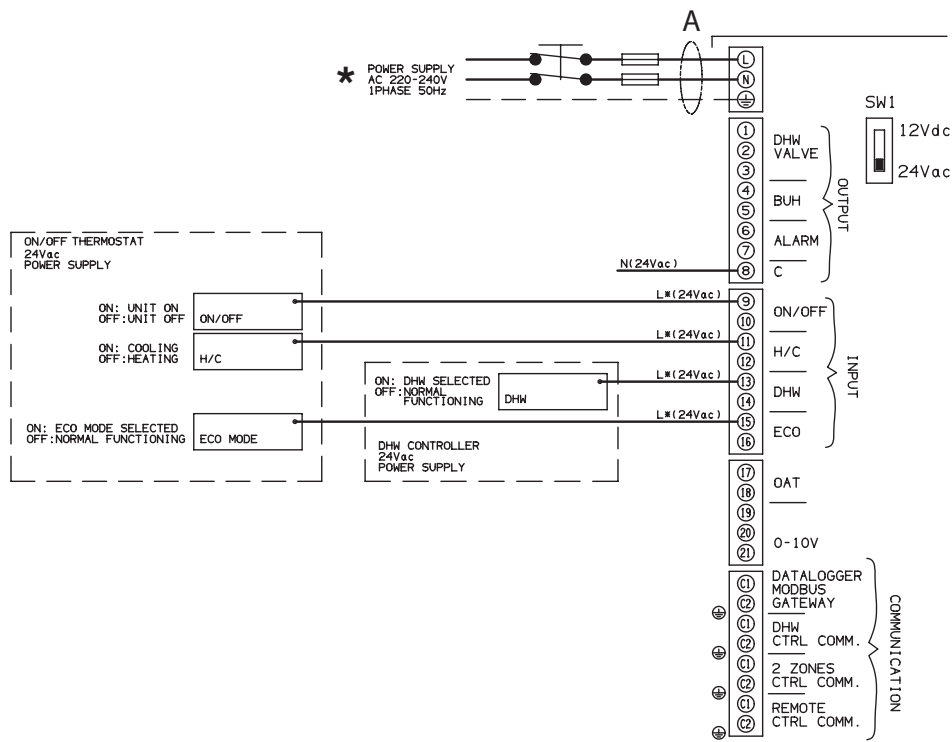 A
* POWER SUPPLY
AC 220-240V
1PHASE 50Hz
L
N
SW1
12Vdc
24Vac
1
2
3
4
5
6
7
8
DHW
VALVE
BUH
ALARM
C
OUTPUT
N(24Vac)
ON/OFF THERMOSTAT
24Vac
POWER SUPPLY
ON: UNIT ON
OFF:UNIT OFF
ON/OFF
L*(24Vac)
ON: COOLING
OFF:HEATING
H/C
L*(24Vac)
ON: DHW SELECTED
OFF:NORMAL
FUNCTIONING
DHW
L*(24Vac)
ON: ECO MODE SELECTED
OFF:NORMAL FUNCTIONING
ECO MODE
L*(24Vac)
DHW CONTROLLER
24Vac
POWER SUPPLY
9
10
11
12
13
14
15
16
ON/OFF
H/C
DHW
ECO
INPUT
17
18
19
20
21
OAT
0-10V
C1
C2
C1
C2
C1
C2
C1
C2
DATALOGGER
MODBUS
GATEWAY
DHW
CTRL COMM.
2 ZONES
CTRL COMM.
REMOTE
CTRL COMM.
COMMUNICATION